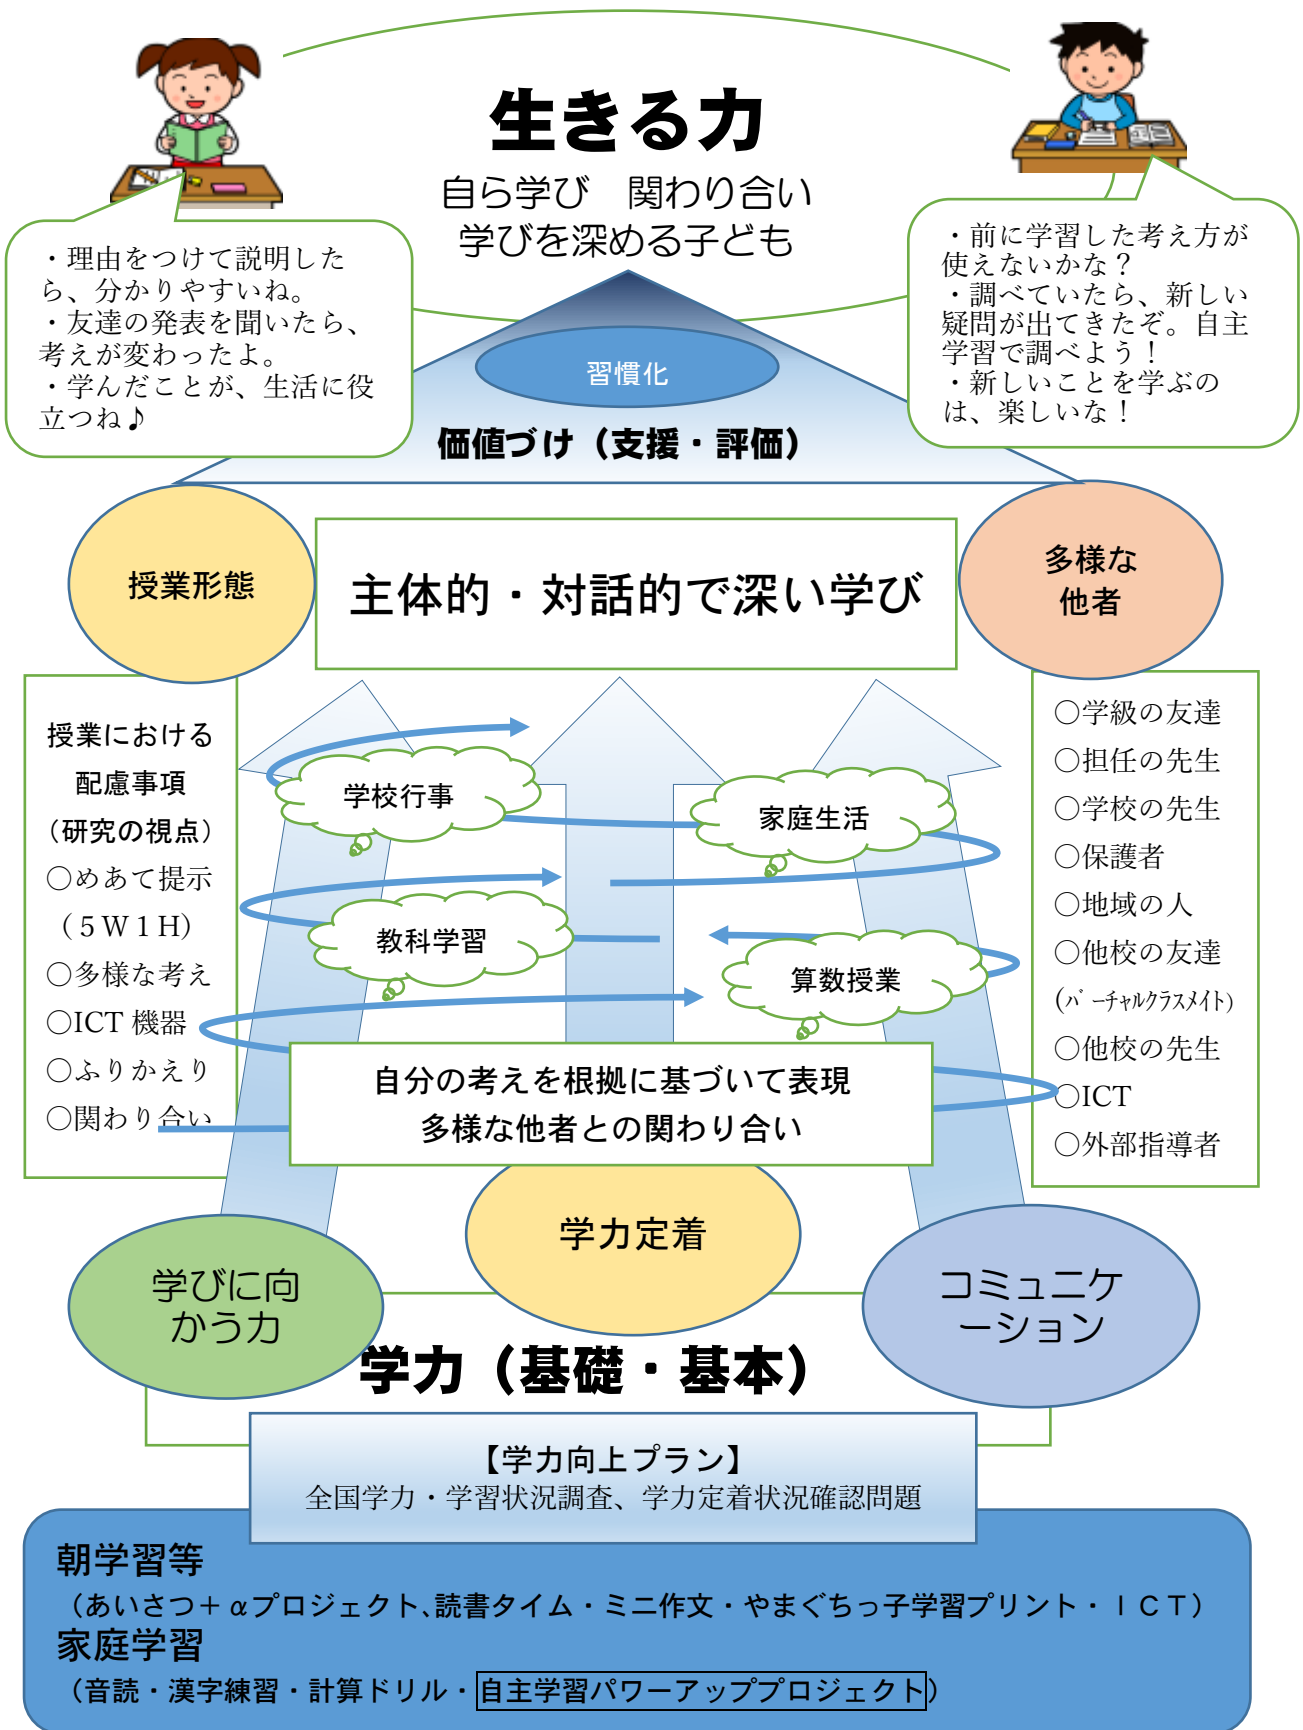 生きる力
自ら学び　関わり合い
学びを深める子ども
・理由をつけて説明した
ら、分かりやすいね。
・友達の発表を聞いたら、
考えが変わったよ。
・学んだことが、生活に役
立つね♪
・前に学習した考え方が
使えないかな？
・調べていたら、新しい
疑問が出てきたぞ。自主
学習で調べよう！
・新しいことを学ぶの
は、楽しいな！
習慣化
価値づけ（支援・評価）
授業形態
主体的・対話的で深い学び
多様な
他者
授業における
配慮事項
（研究の視点）
○めあて提示
（５Ｗ１Ｈ）
○多様な考え
○ICT 機器
○ふりかえり
○関わり合い
学校行事
家庭生活
教科学習
算数授業
○学級の友達
○担任の先生
○学校の先生
○保護者
○地域の人
○他校の友達
(ﾊﾞｰﾁｬﾙｸﾗｽﾒｲﾄ)
○他校の先生
○ICT
○外部指導者
自分の考えを根拠に基づいて表現
多様な他者との関わり合い
学力定着
学びに向
かう力
コミュニケ
ーション
学力（基礎・基本）
【学力向上プラン】
全国学力・学習状況調査、学力定着状況確認問題
朝学習等
（あいさつ＋αプロジェクト、読書タイム・ミニ作文・やまぐちっ子学習プリント・ＩＣＴ）
家庭学習
（音読・漢字練習・計算ドリル・自主学習パワーアッププロジェクト）